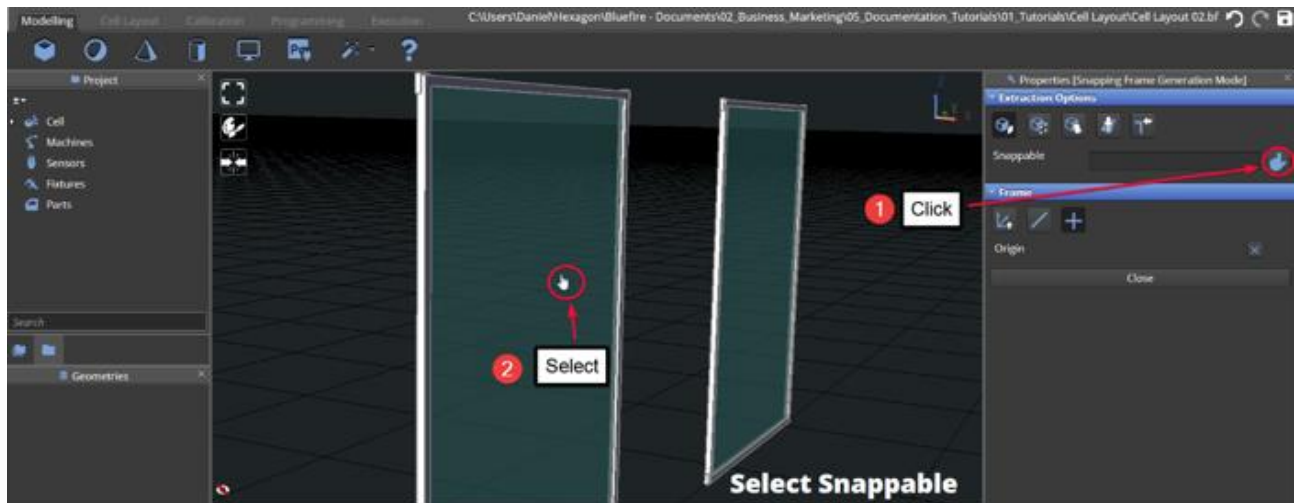 Modelling Cell Layout Calibration Programming Execution C:\Users\Daniel\Hexagon\Bluefire - Documents\02_Business_Marketing\05_Documentation_Tutorials\01_Tutorials\Cell Layout\Cell Layout 02.bf
Project
Properties [Snapping Frame Generation Mode]
Extraction Options
Cell
Machines
Sensors
Fixtures
Parts
Snappable
1 Click
Frame
Origin
Close
Search
2 Select
Geometries
Select Snappable